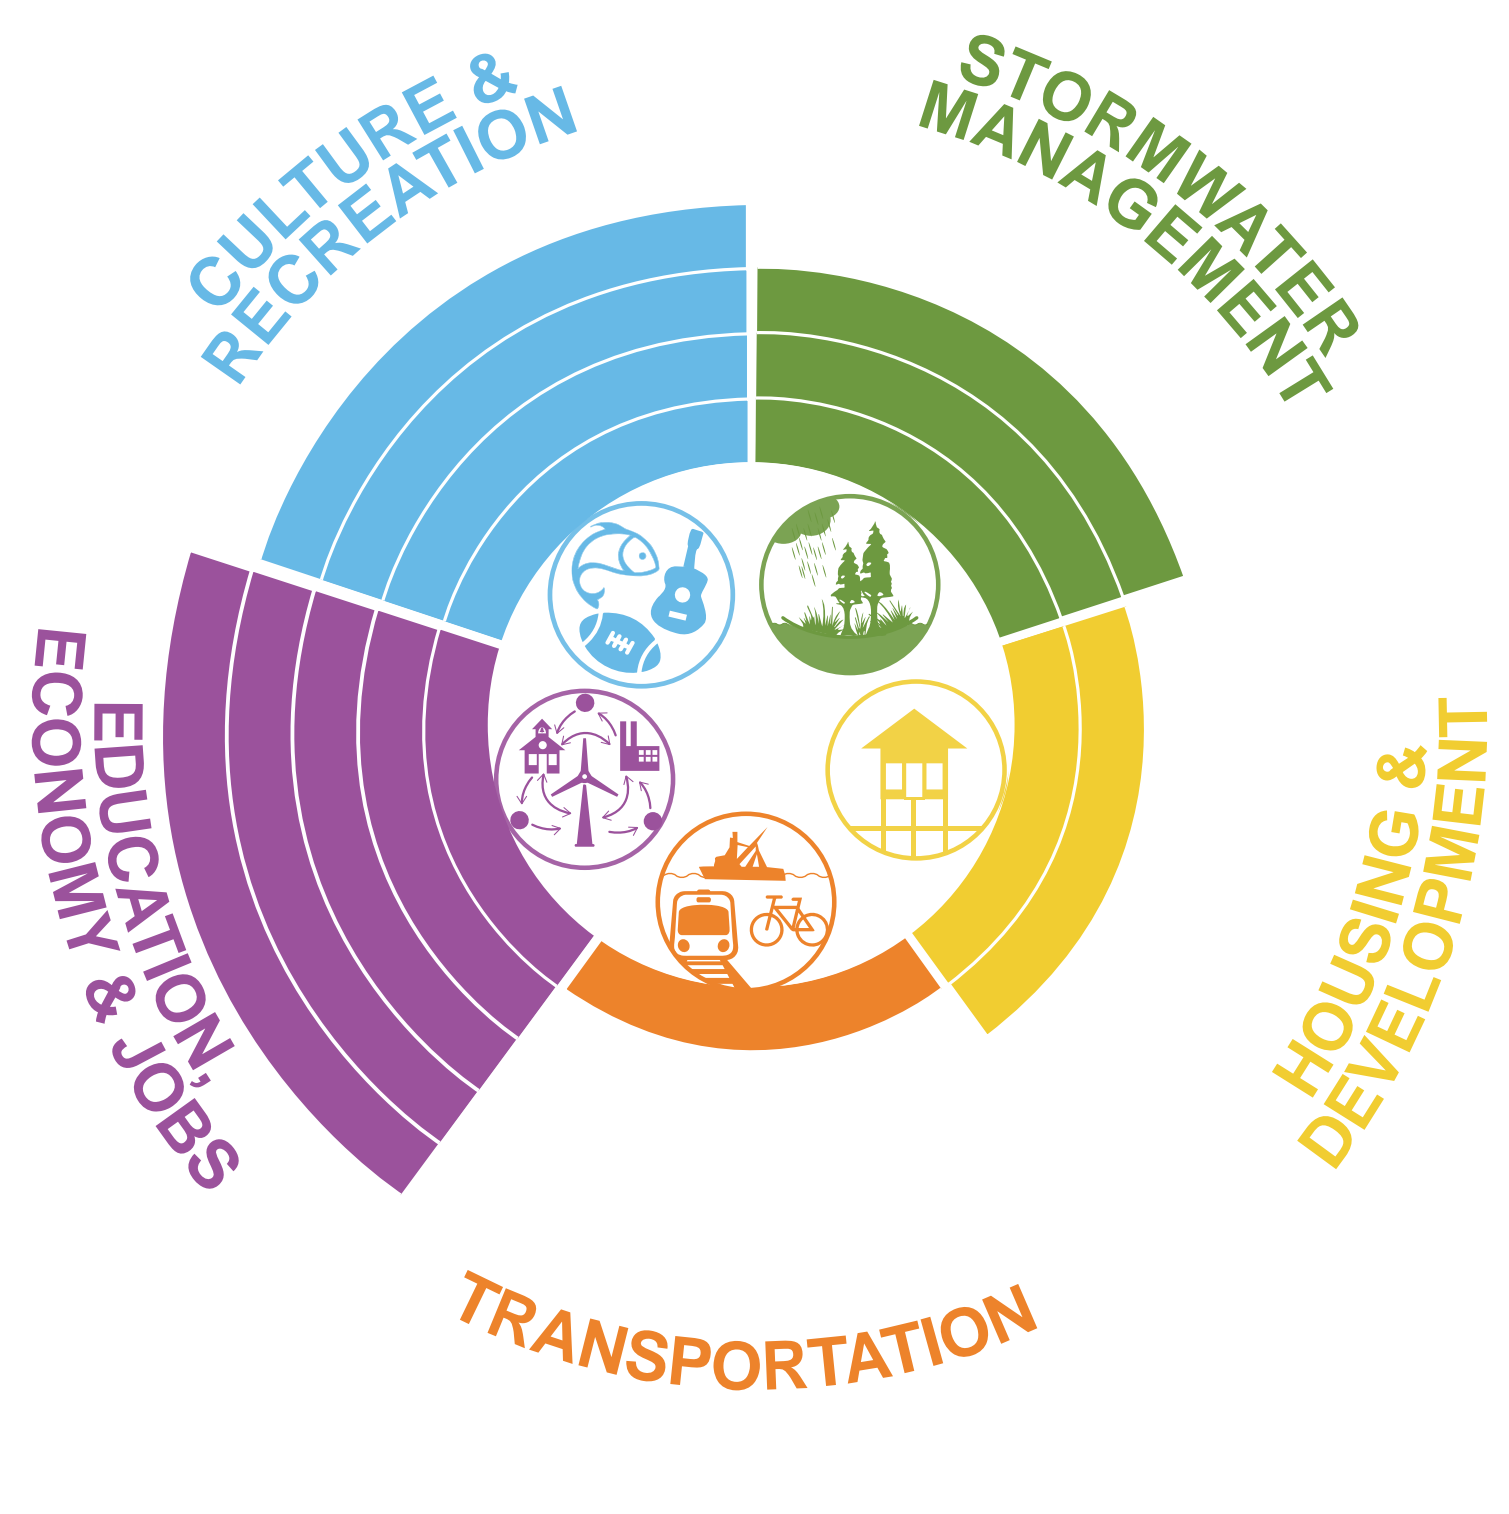 CULTURE &
RECREATION
STORMWATER
MANAGEMENT
HOUSING &
DEVELOPMENT
TRANSPORTATION
EDUCATION,
ECONOMY & JOBS